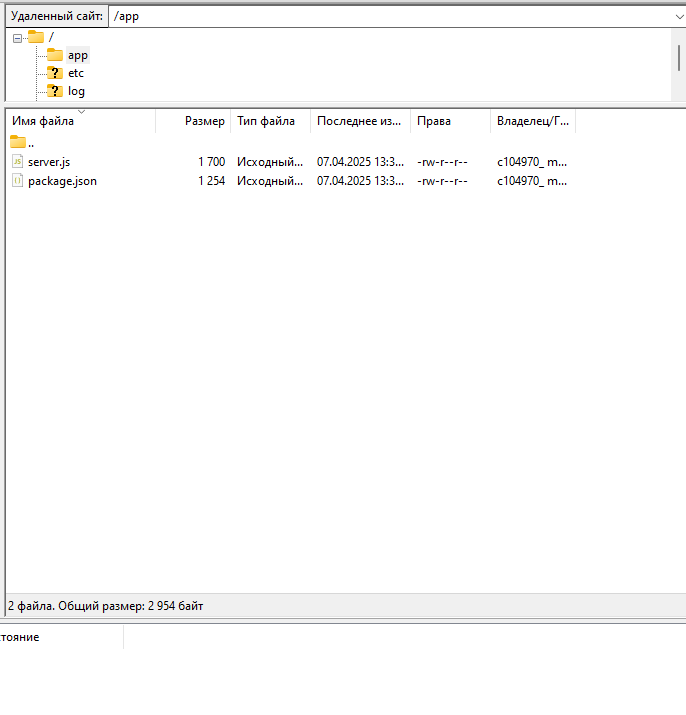 Удаленный сайт: /app
/
app
? etc
? log
Имя файла Размер Тип файла Последнее из... Права Владелец/Г...
..
JS server.js 1 700 Исходный... 07.04.2025 13:3... -rw-r--r-- c104970_ m...
package.json 1 254 Исходный... 07.04.2025 13:3... -rw-r--r-- c104970_ m...
2 файла. Общий размер: 2 954 байт
тояние